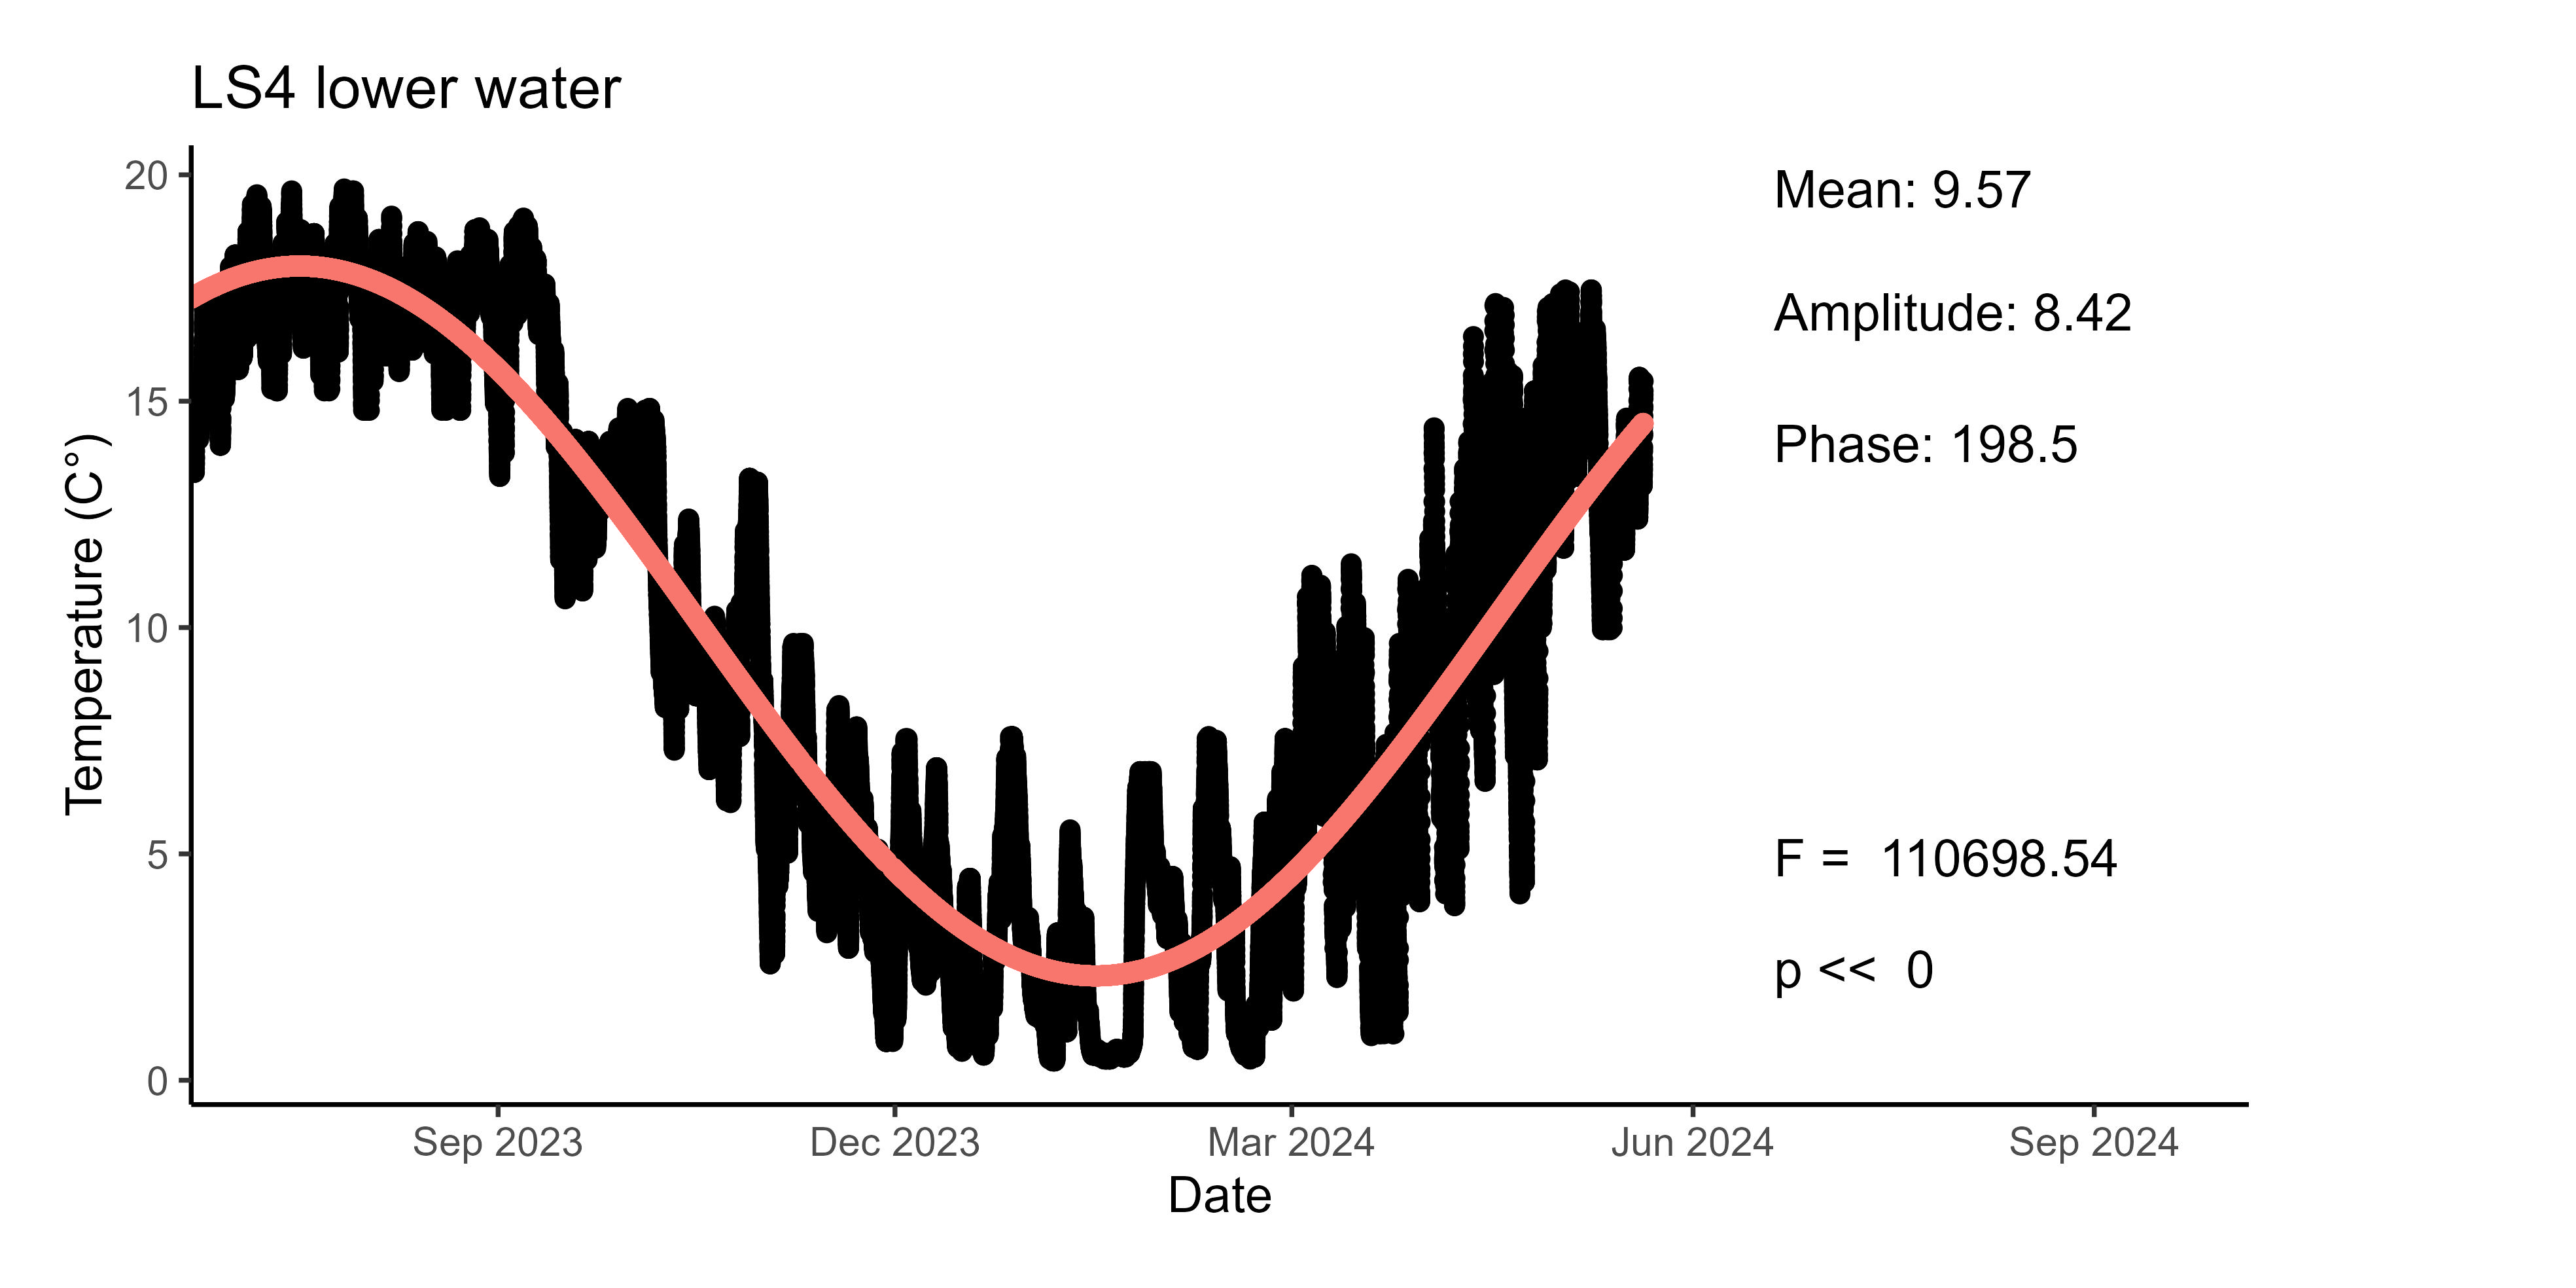 LS4 lower water
20
15
10
5
0
Temperature (C°)
Sep 2023
Dec 2023
Mar 2024
Jun 2024
Sep 2024
Date
Mean: 9.57
Amplitude: 8.42
Phase: 198.5
F = 110698.54
p << 0